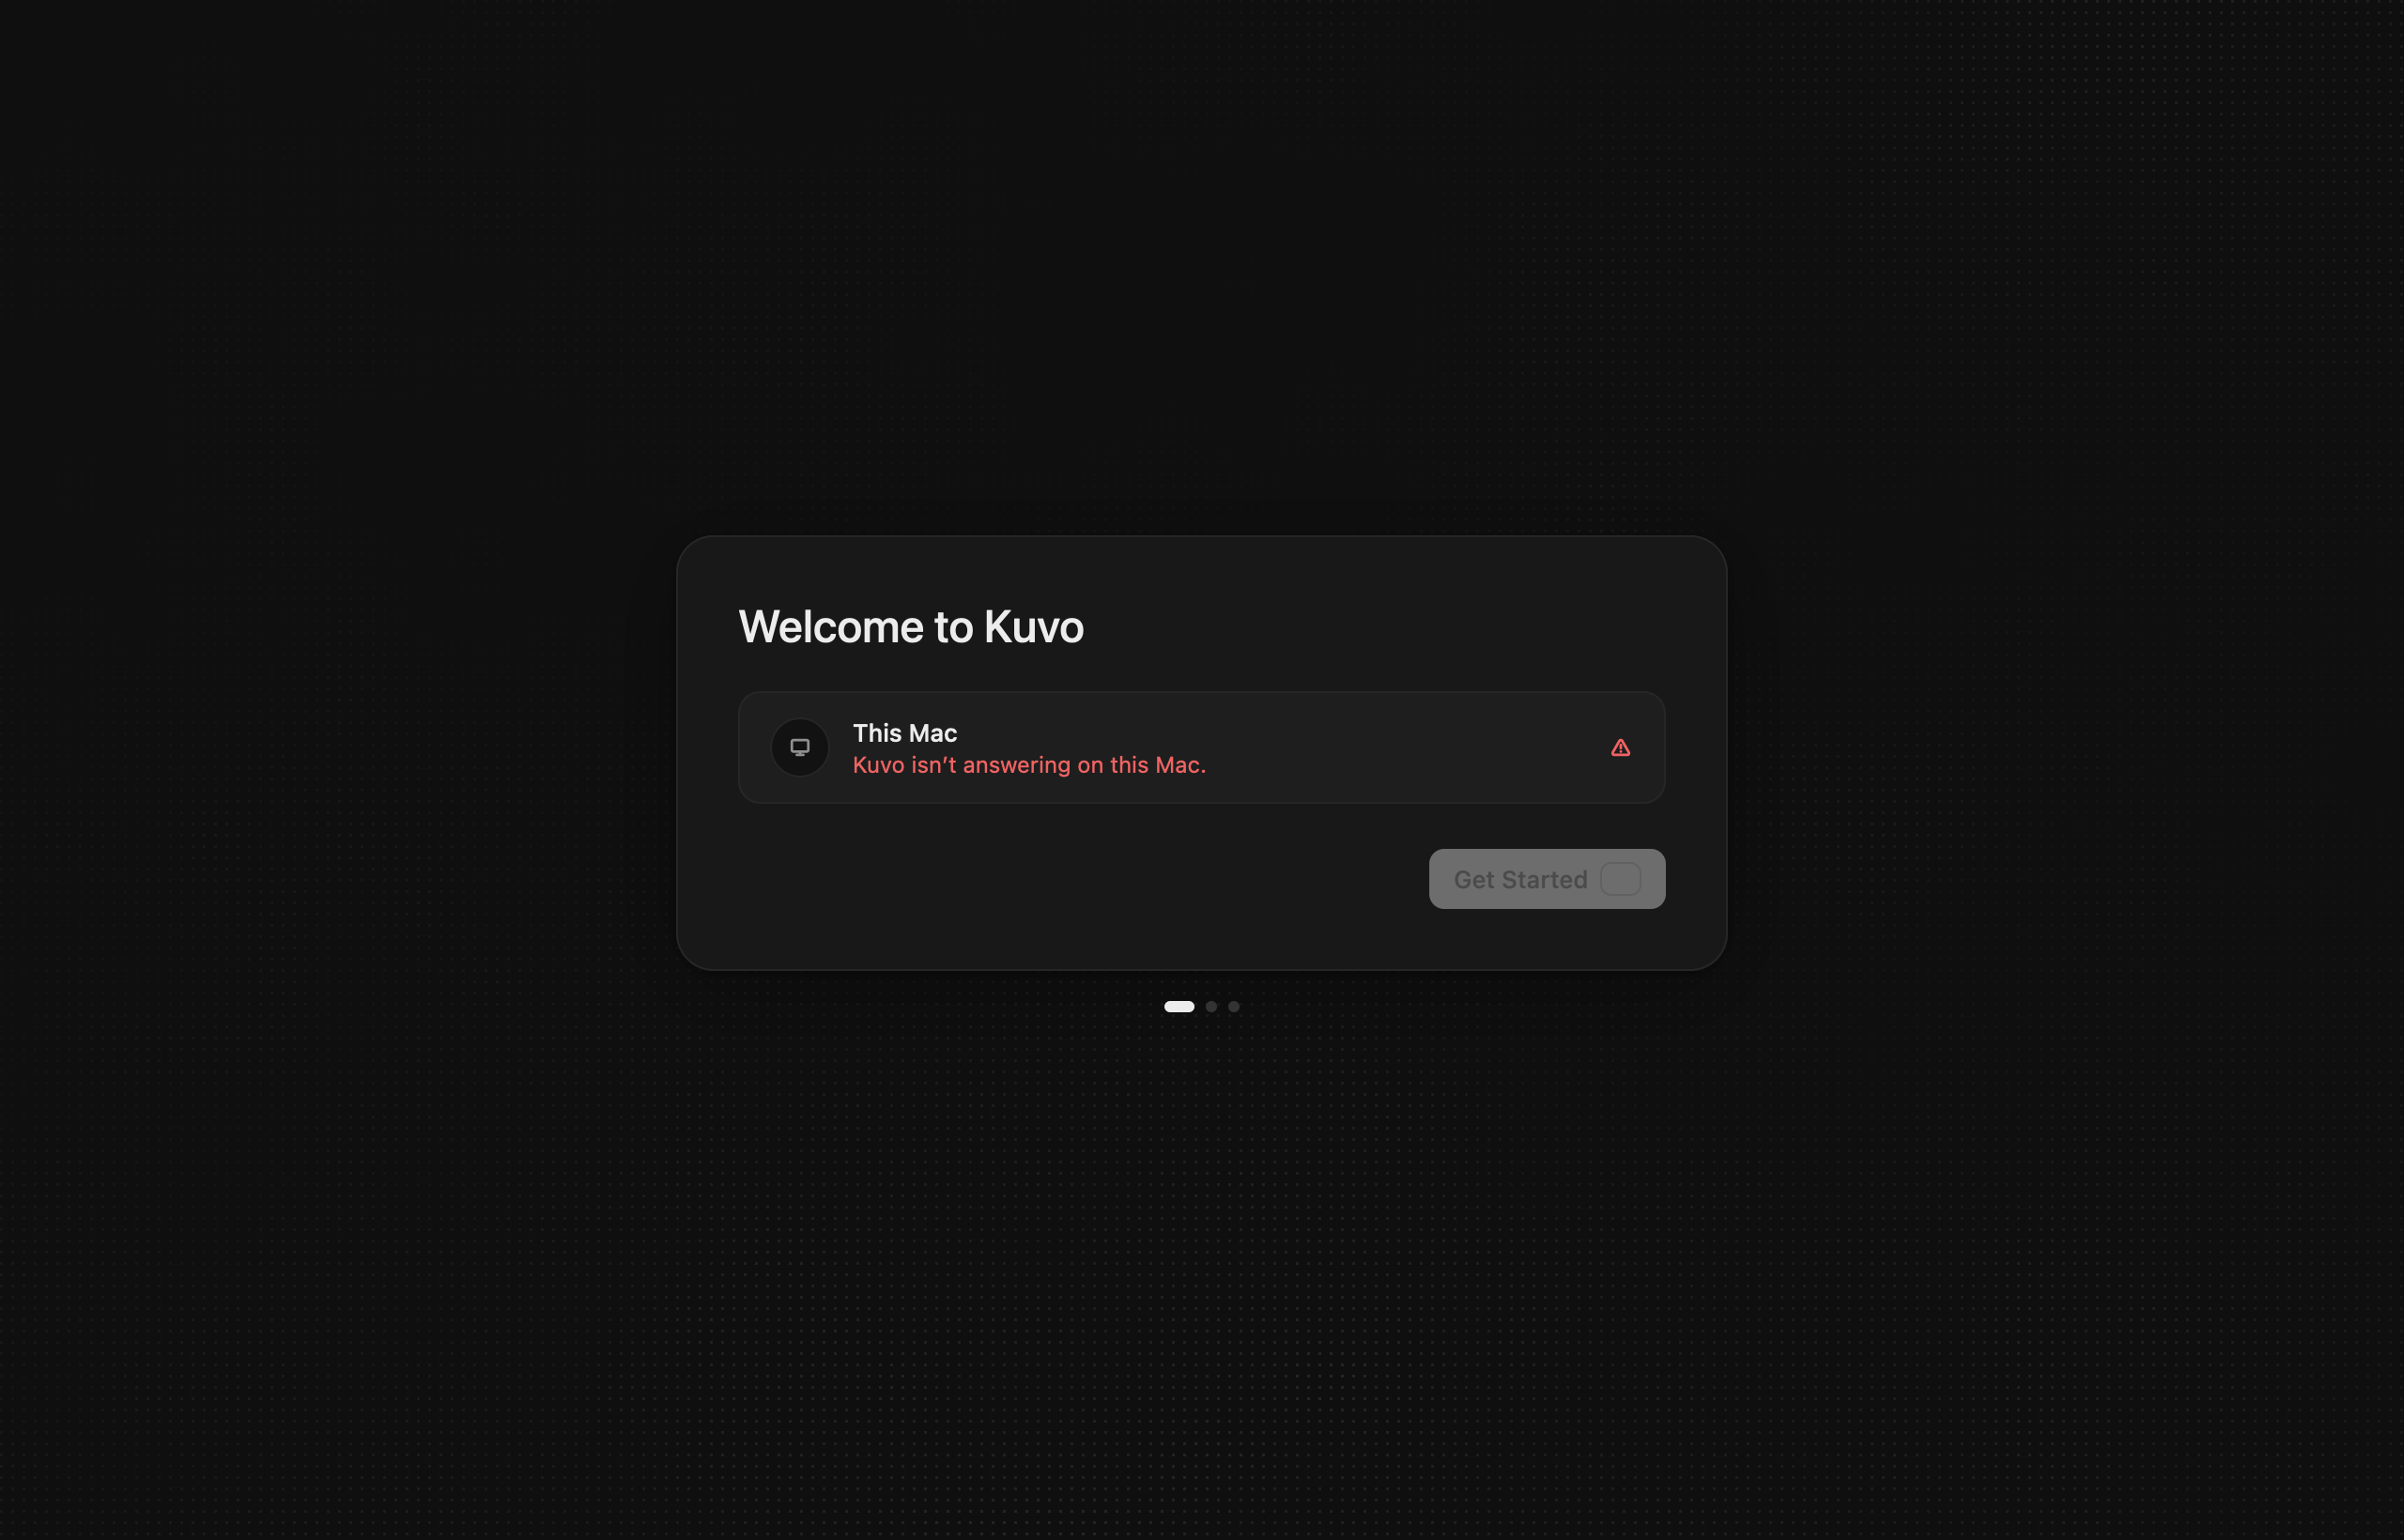 Welcome to Kuvo
This Mac
Kuvo isn’t answering on this Mac.
Get Started